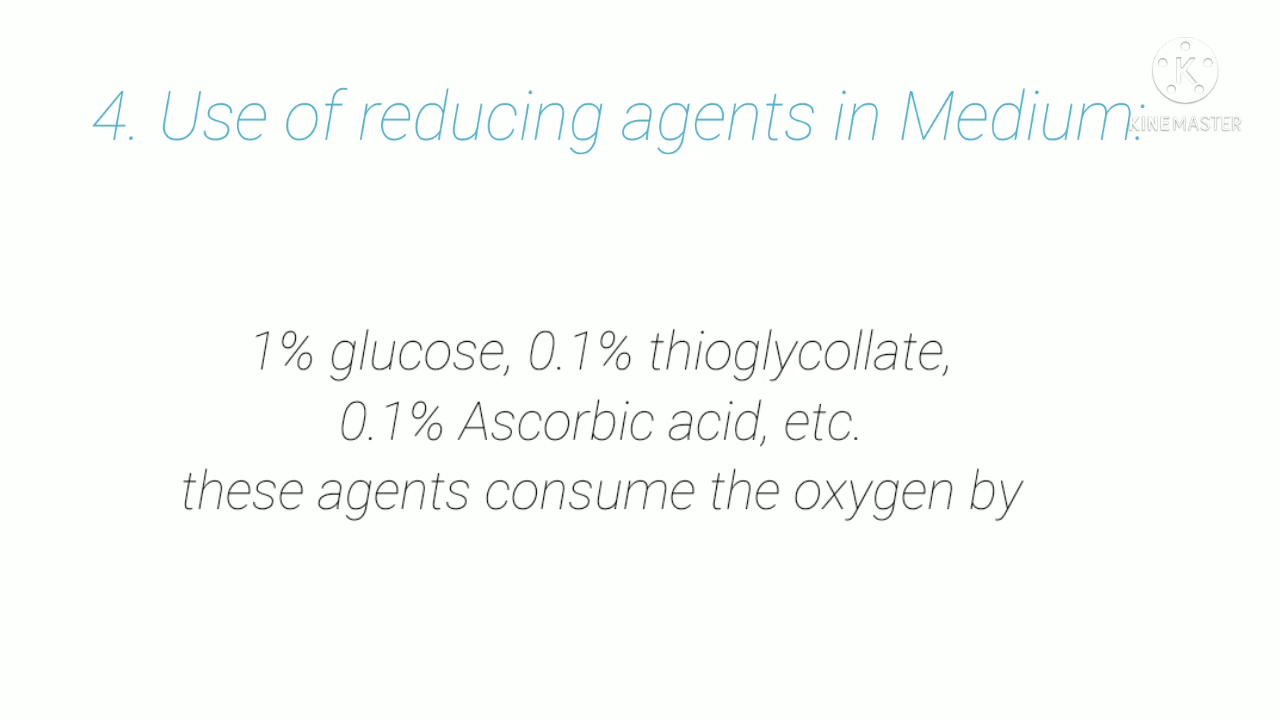 4. Use of reducing agents in Medium:
K
KINEMASTER
1% glucose, 0.1% thioglycollate,
0.1% Ascorbic acid, etc.
these agents consume the oxygen by